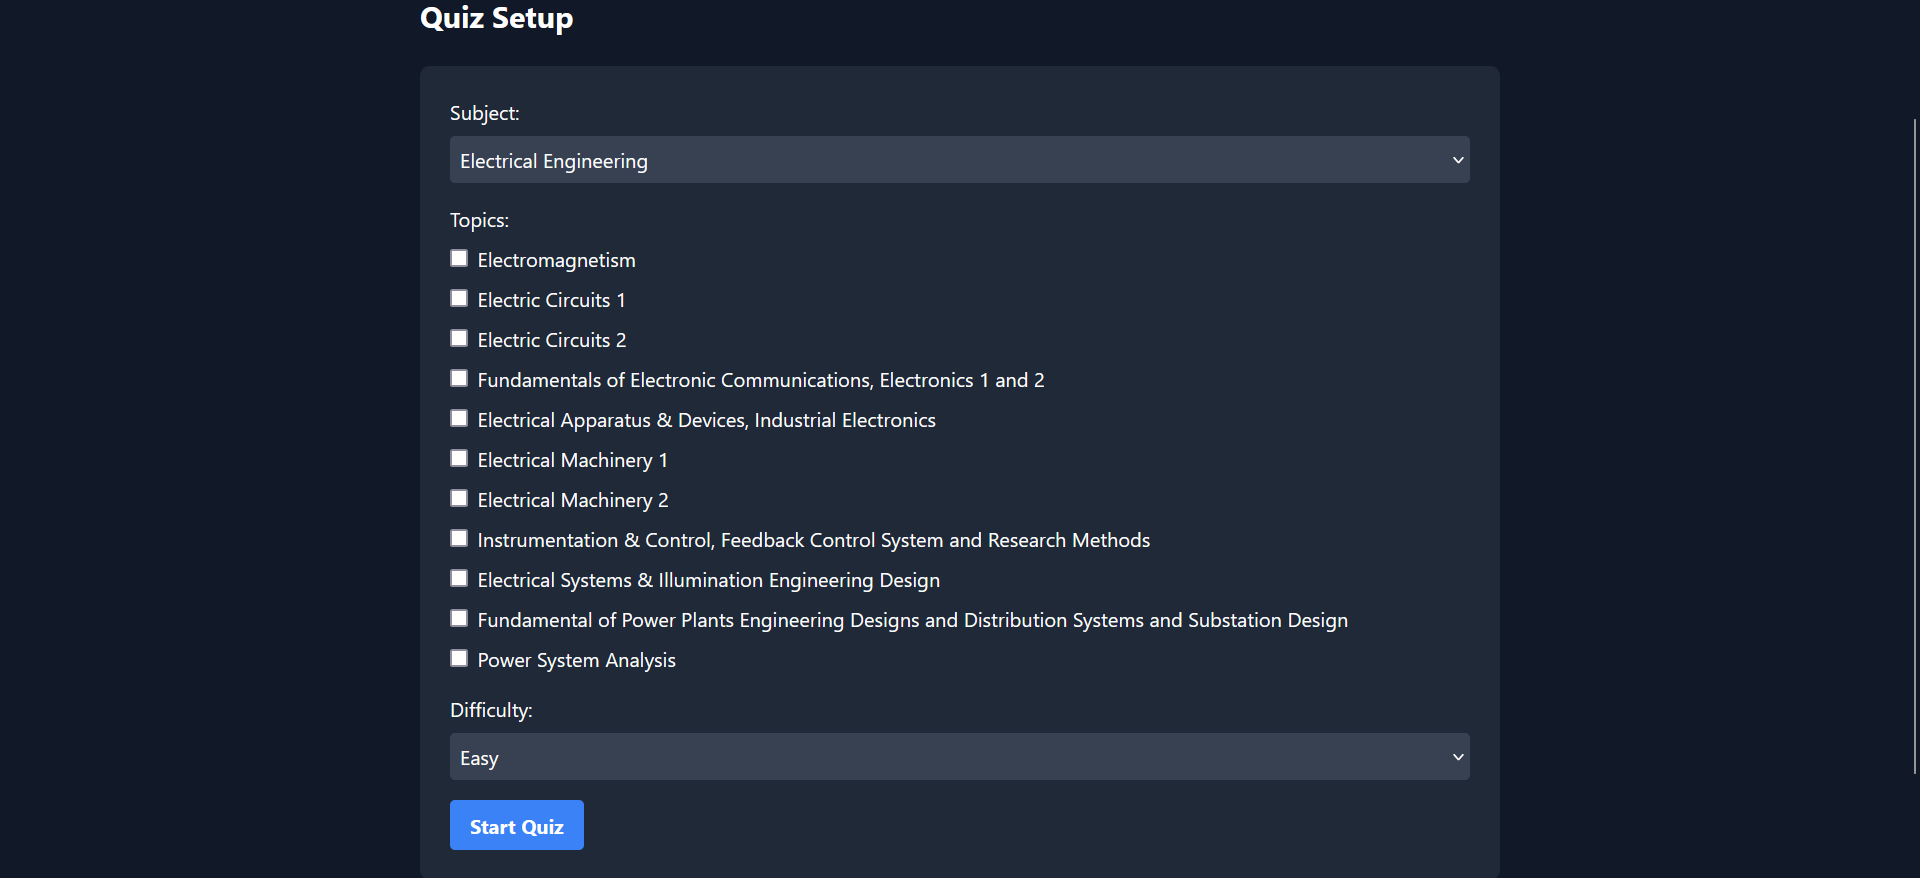 Quiz Setup
Subject:
Electrical Engineering
Topics:
Electromagnetism
Electric Circuits 1
Electric Circuits 2
Fundamentals of Electronic Communications, Electronics 1 and 2
Electrical Apparatus & Devices, Industrial Electronics
Electrical Machinery 1
Electrical Machinery 2
Instrumentation & Control, Feedback Control System and Research Methods
Electrical Systems & Illumination Engineering Design
Fundamental of Power Plants Engineering Designs and Distribution Systems and Substation Design
Power System Analysis
Difficulty:
Easy
Start Quiz